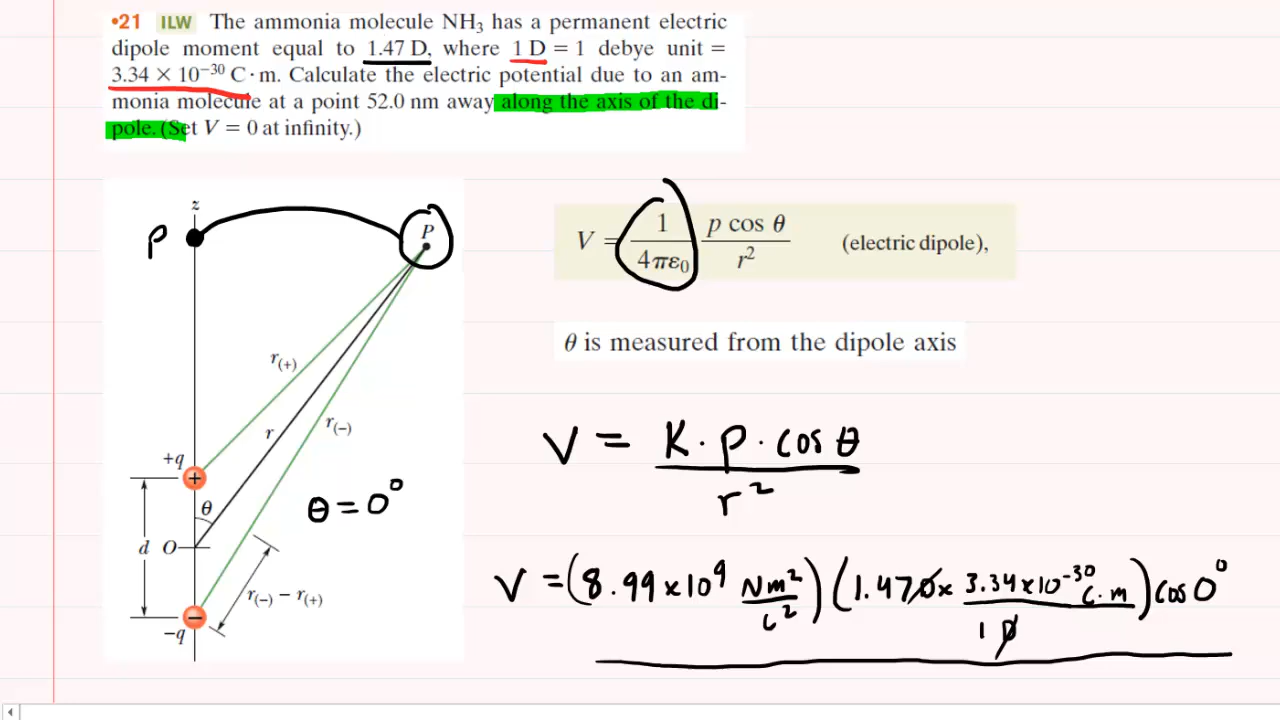 •21 ILW The ammonia molecule NH₃ has a permanent electric
dipole moment equal to 1.47 D, where 1 D = 1 debye unit =
3.34 × 10⁻³⁰ C·m. Calculate the electric potential due to an am-
monia molecule at a point 52.0 nm away along the axis of the di-
pole. (Set V = 0 at infinity.)
z
P
P
r(+)
r(−)
r
+q
+
θ
θ = 0°
d
O
r(−) − r(+)
−
−q
V = 1/4πε₀ p cos θ/r² (electric dipole),
θ is measured from the dipole axis
V = K · p · cos θ / r²
V = (8.99 × 10⁹ Nm²/C²) (1.47 D × 3.34 × 10⁻³⁰ C·m / 1 D) cos 0°